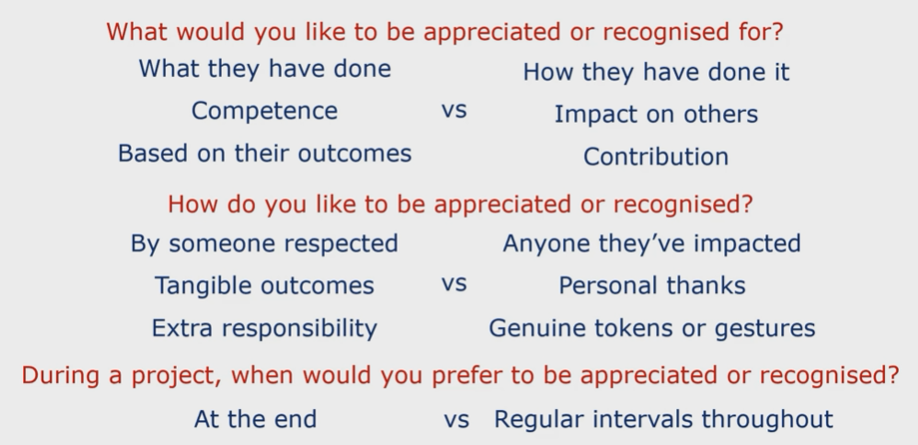 What would you like to be appreciated or recognised for?
What they have done How they have done it
Competence vs Impact on others
Based on their outcomes Contribution
How do you like to be appreciated or recognised?
By someone respected Anyone they've impacted
Tangible outcomes vs Personal thanks
Extra responsibility Genuine tokens or gestures
During a project, when would you prefer to be appreciated or recognised?
At the end vs Regular intervals throughout